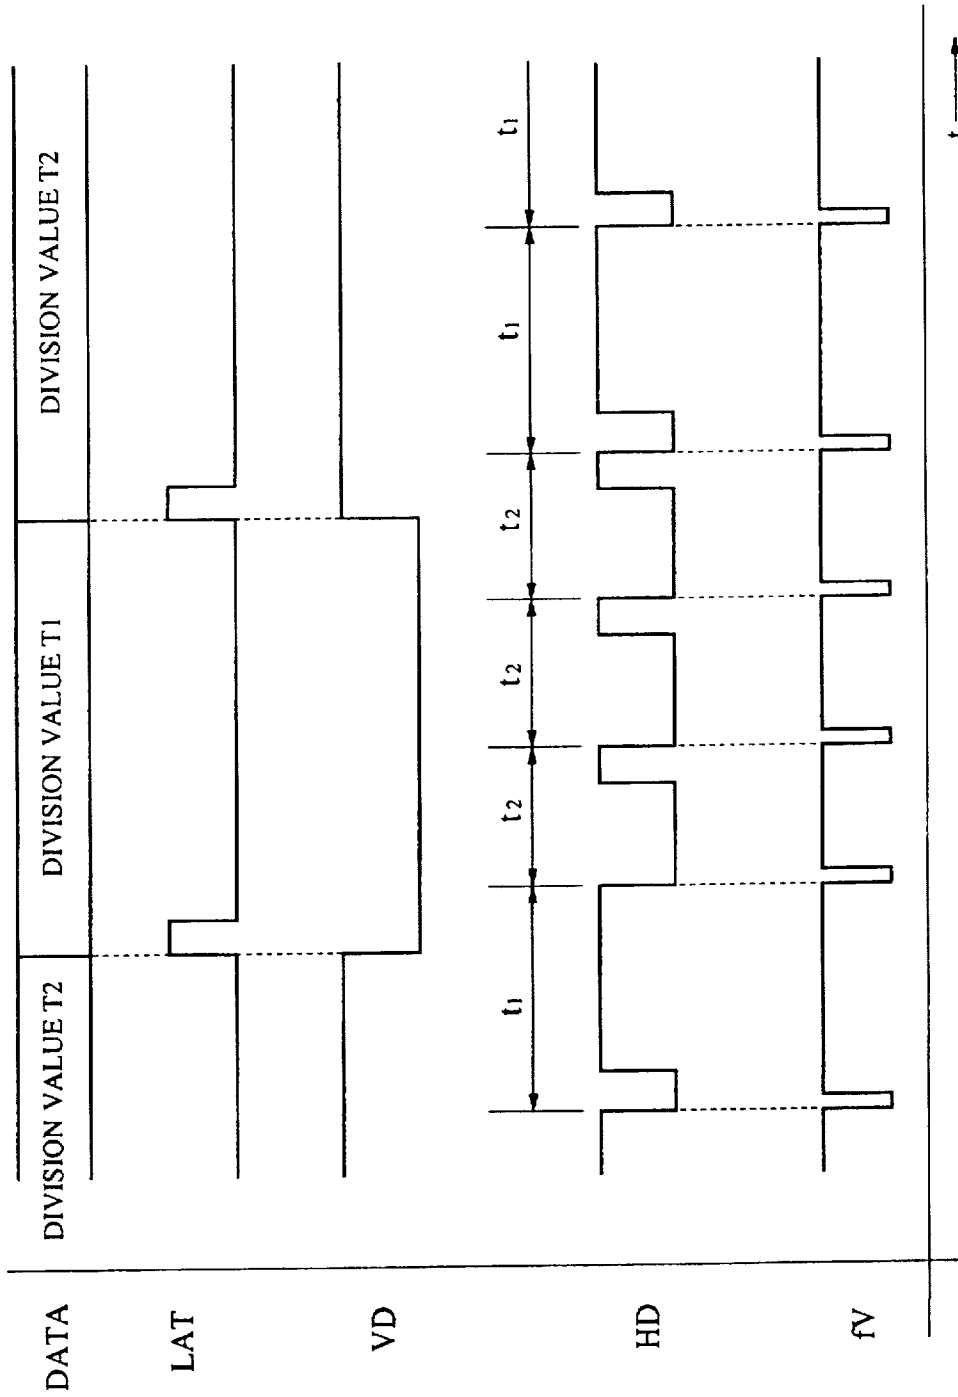 DATA
DIVISION VALUE T2
DIVISION VALUE T1
DIVISION VALUE T2
LAT
VD
t1
t2
t2
t2
t1
t1
HD
fV
t